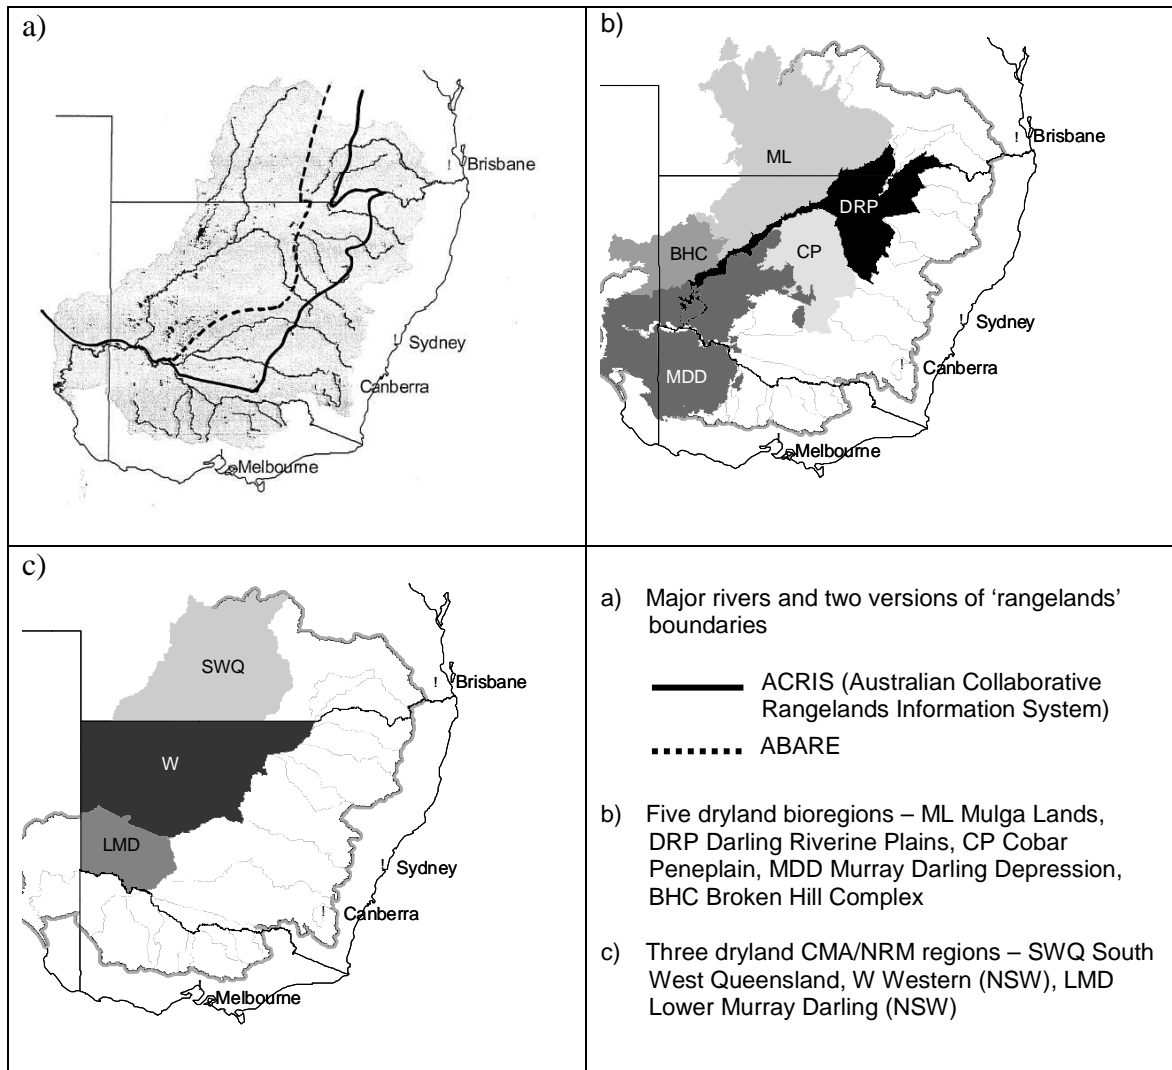 a)
Brisbane
Sydney
Canberra
Melbourne
b)
Brisbane
ML
DRP
BHC
CP
Sydney
Canberra
MDD
Melbourne
c)
SWQ
Brisbane
W
LMD
Sydney
Canberra
Melbourne
a) Major rivers and two versions of ‘rangelands’
boundaries
ACRIS (Australian Collaborative
Rangelands Information System)
ABARE
b) Five dryland bioregions – ML Mulga Lands,
DRP Darling Riverine Plains, CP Cobar
Peneplain, MDD Murray Darling Depression,
BHC Broken Hill Complex
c) Three dryland CMA/NRM regions – SWQ South
West Queensland, W Western (NSW), LMD
Lower Murray Darling (NSW)